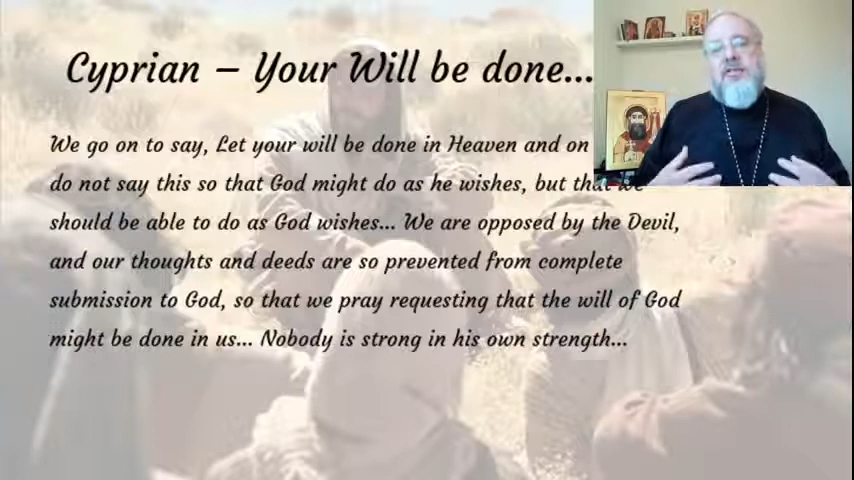 Cyprian – Your Will be done...
We go on to say, Let your will be done in Heaven and on
do not say this so that God might do as he wishes, but that we
should be able to do as God wishes... We are opposed by the Devil,
and our thoughts and deeds are so prevented from complete
submission to God, so that we pray requesting that the will of God
might be done in us... Nobody is strong in his own strength...